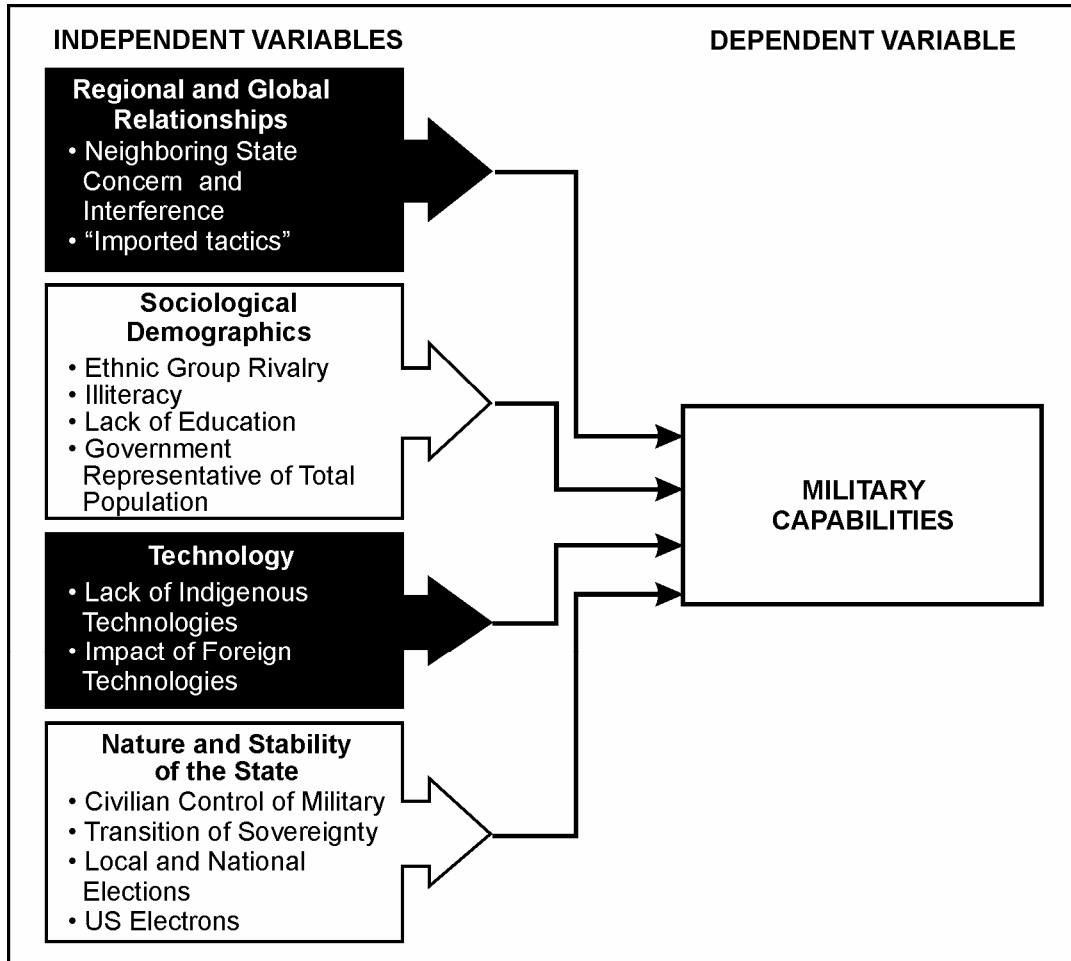 INDEPENDENT VARIABLES
DEPENDENT VARIABLE
Regional and Global
Relationships
• Neighboring State
Concern and
Interference
• “Imported tactics”
Sociological
Demographics
• Ethnic Group Rivalry
• Illiteracy
• Lack of Education
• Government
Representative of Total
Population
Technology
• Lack of Indigenous
Technologies
• Impact of Foreign
Technologies
Nature and Stability
of the State
• Civilian Control of Military
• Transition of Sovereignty
• Local and National
Elections
• US Electrons
MILITARY
CAPABILITIES